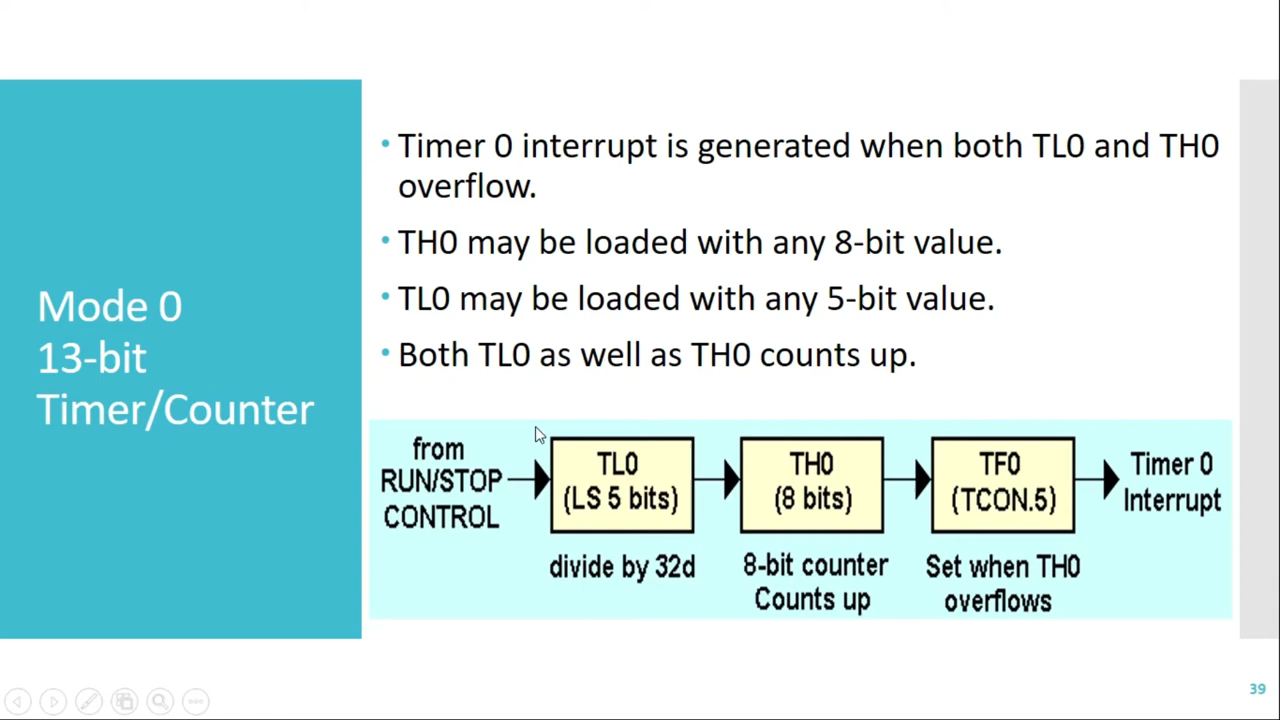 Mode 0
13-bit
Timer/Counter
• Timer 0 interrupt is generated when both TL0 and TH0
overflow.
• TH0 may be loaded with any 8-bit value.
• TL0 may be loaded with any 5-bit value.
• Both TL0 as well as TH0 counts up.
from
RUN/STOP
CONTROL
TL0
(LS 5 bits)
divide by 32d
TH0
(8 bits)
8-bit counter
Counts up
TF0
(TCON.5)
Set when TH0
overflows
Timer 0
Interrupt
39